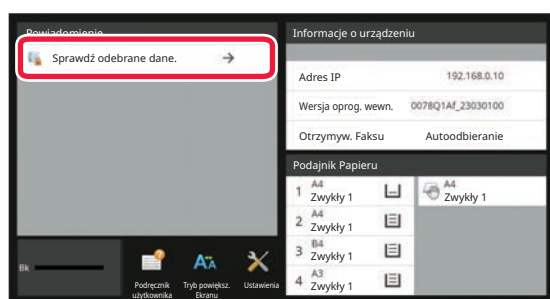 Powiadomienie
Sprawdź odebrane dane.
Informacje o urządzeniu
Adres IP 192.168.0.10
Wersja oprog. wewn. 0078Q1Af_23030100
Otrzymyw. Faksu Autoodbieranie
Podajnik Papieru
1 A4
Zwykły 1
A4
Zwykły 1
2 A4
Zwykły 1
3 B4
Zwykły 1
4 A3
Zwykły 1
Bk
Podręcznik
użytkownika
Tryb powiększ.
Ekranu
Ustawienia